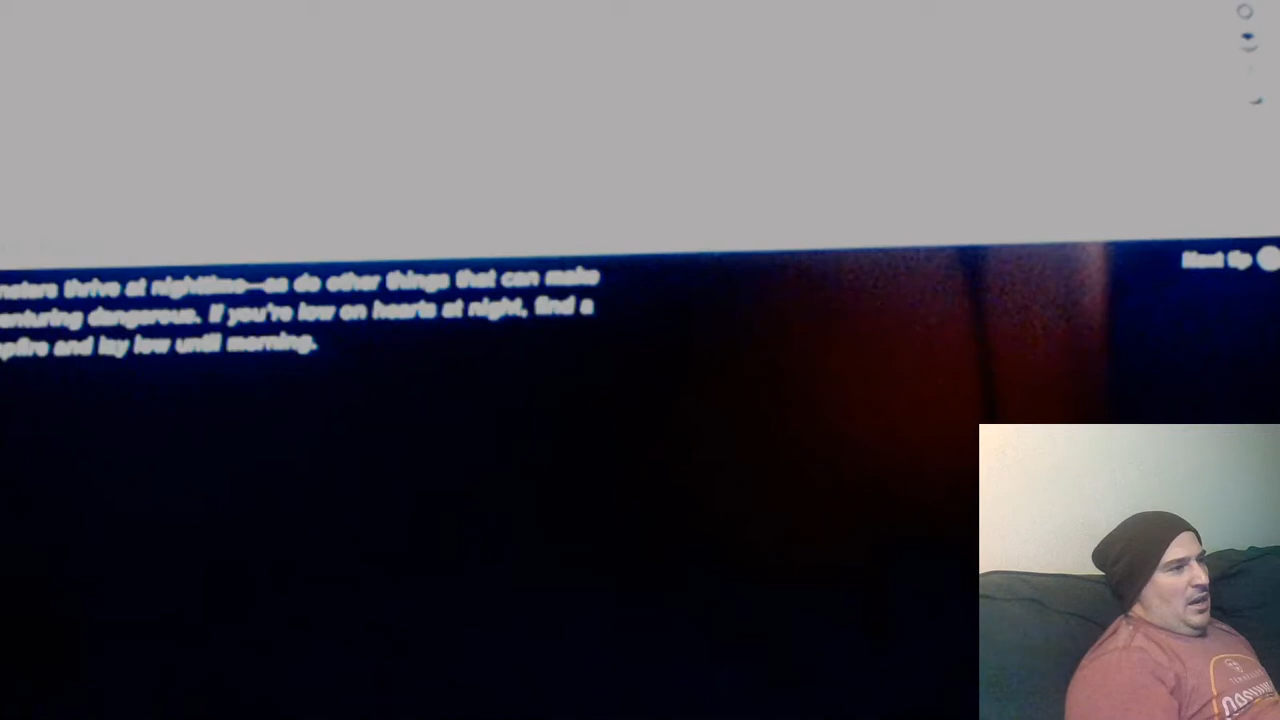 thrive at nighttime—as do other things that can make
dangerous. If you're low on hearts at night, find a
and lay low until morning.
Next Up